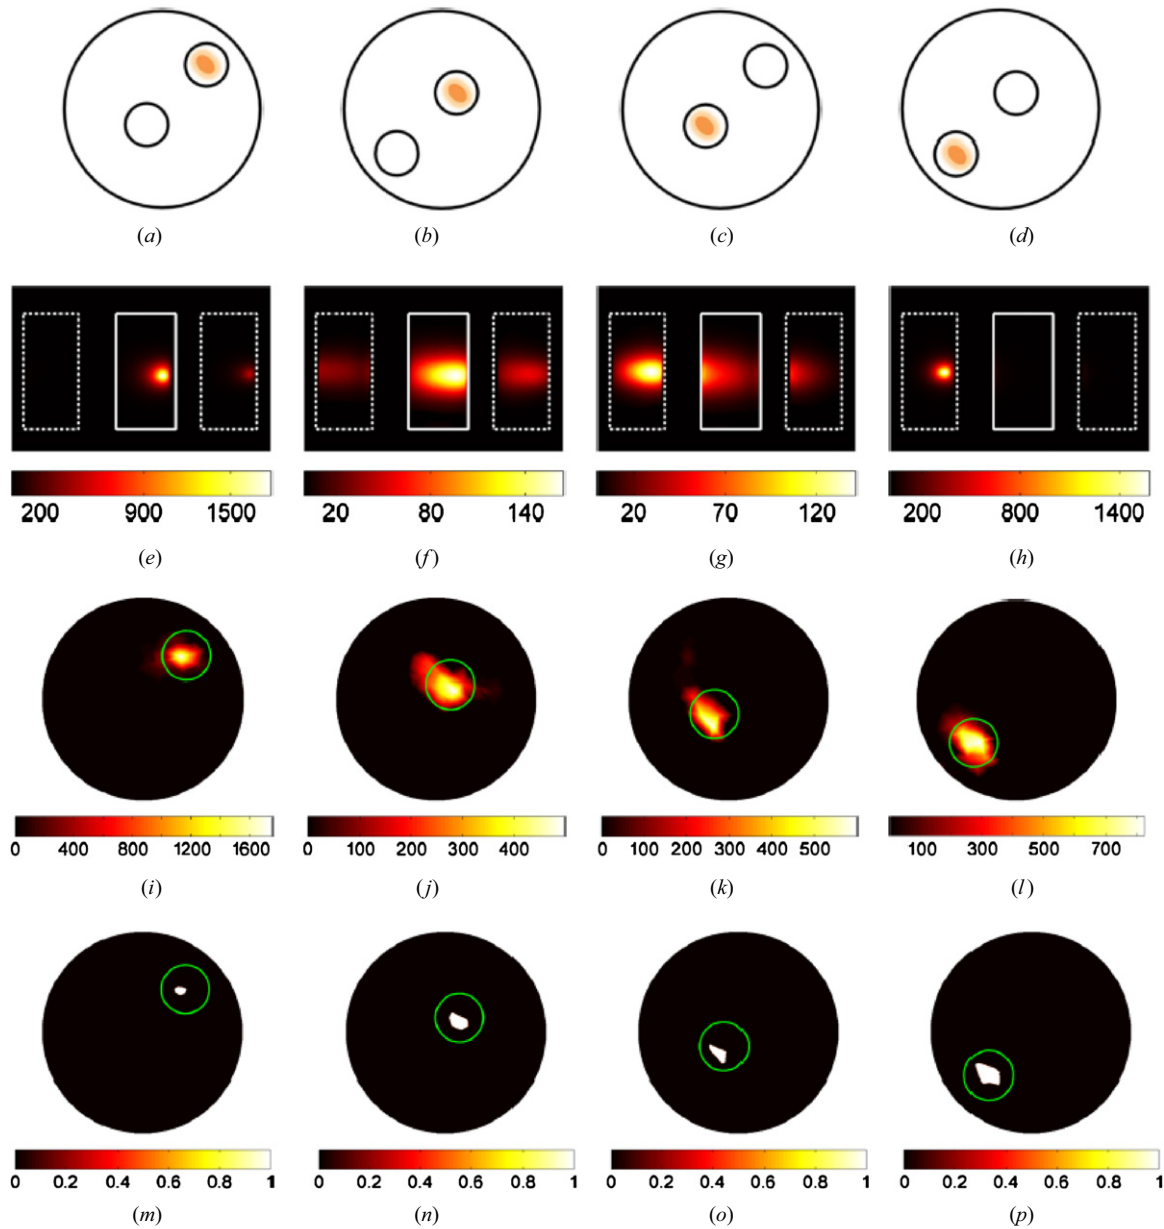 (a) (b) (c) (d)
200 900 1500 20 80 140 20 70 120 200 800 1400
(e) (f) (g) (h)
0 400 800 1200 1600 0 100 200 300 400 0 100 200 300 400 500 100 300 500 700
(i) (j) (k) (l)
0 0.2 0.4 0.6 0.8 1 0 0.2 0.4 0.6 0.8 1 0 0.2 0.4 0.6 0.8 1 0 0.2 0.4 0.6 0.8 1
(m) (n) (o) (p)